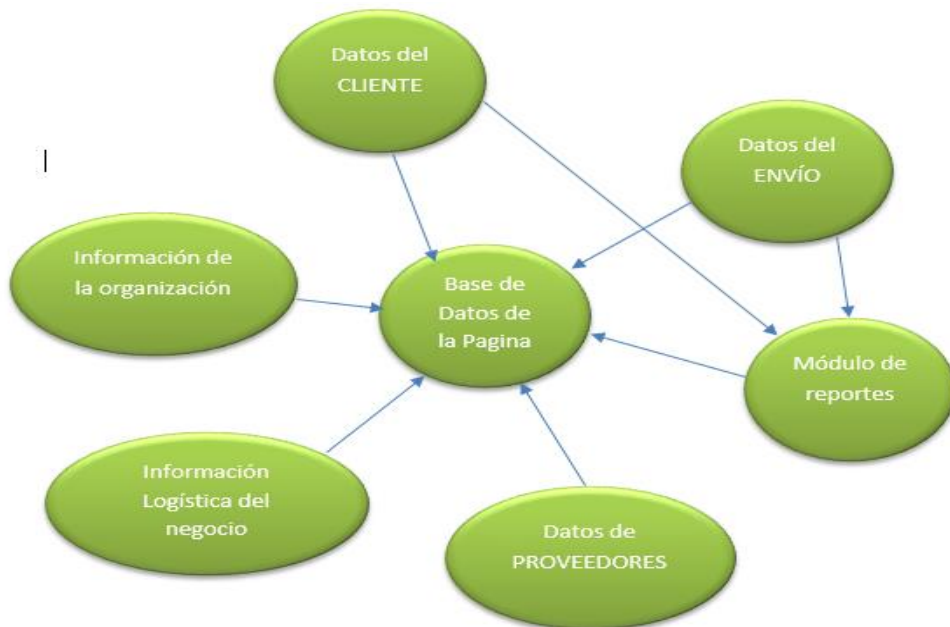 Datos del
CLIENTE
Datos del
ENVÍO
Información de
la organización
Base de
Datos de
la Pagina
Módulo de
reportes
Información
Logística del
negocio
Datos de
PROVEEDORES